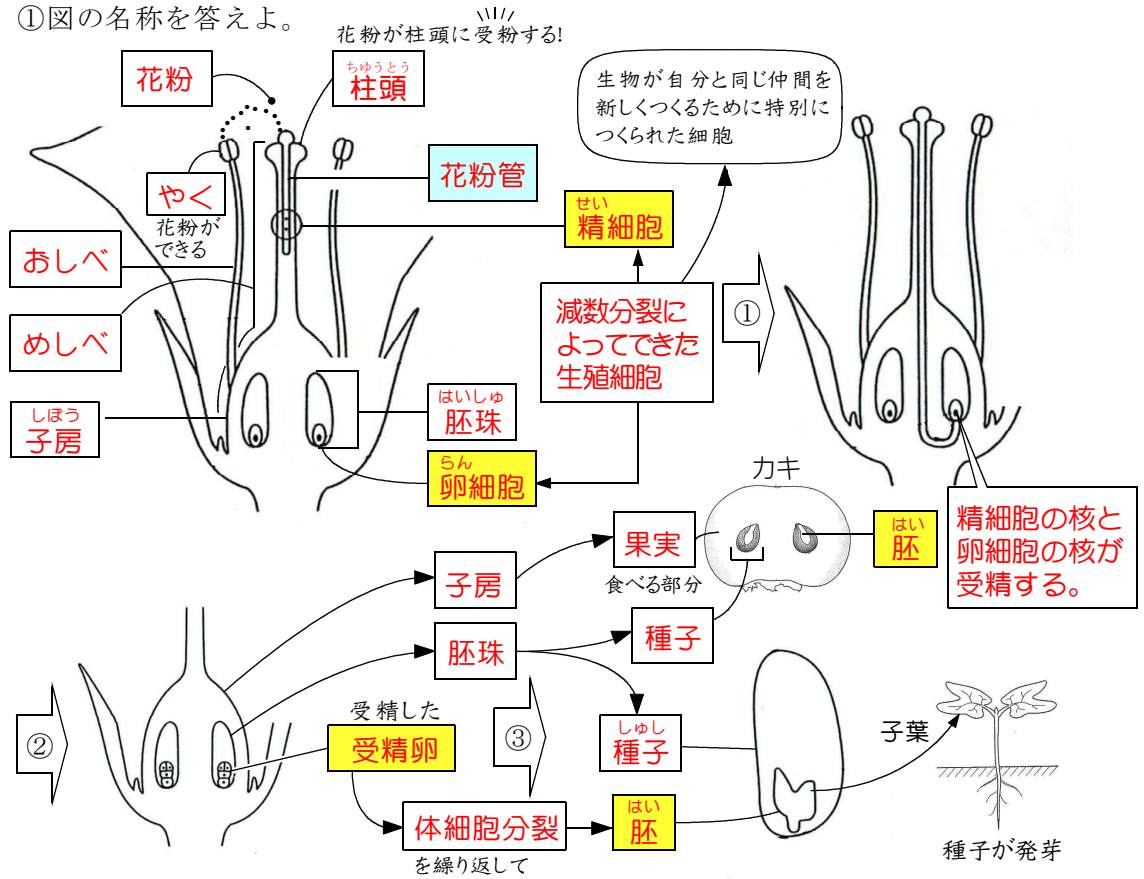 ①図の名称を答えよ。
花粉が柱頭に受粉する!
花粉
ちゅうとう
柱頭
生物が自分と同じ仲間を
新しくつくるために特別に
つくられた細胞
やく
花粉が
できる
花粉管
せい
精細胞
おしべ
めしべ
減数分裂に
よってできた
生殖細胞
①
しぼう
子房
はいしゅ
胚珠
らん
卵細胞
カキ
果実
食べる部分
はい
胚
精細胞の核と
卵細胞の核が
受精する。
子房
胚珠
種子
②
受精した
受精卵
③
しゅし
種子
子葉
体細胞分裂
を繰り返して
はい
胚
種子が発芽